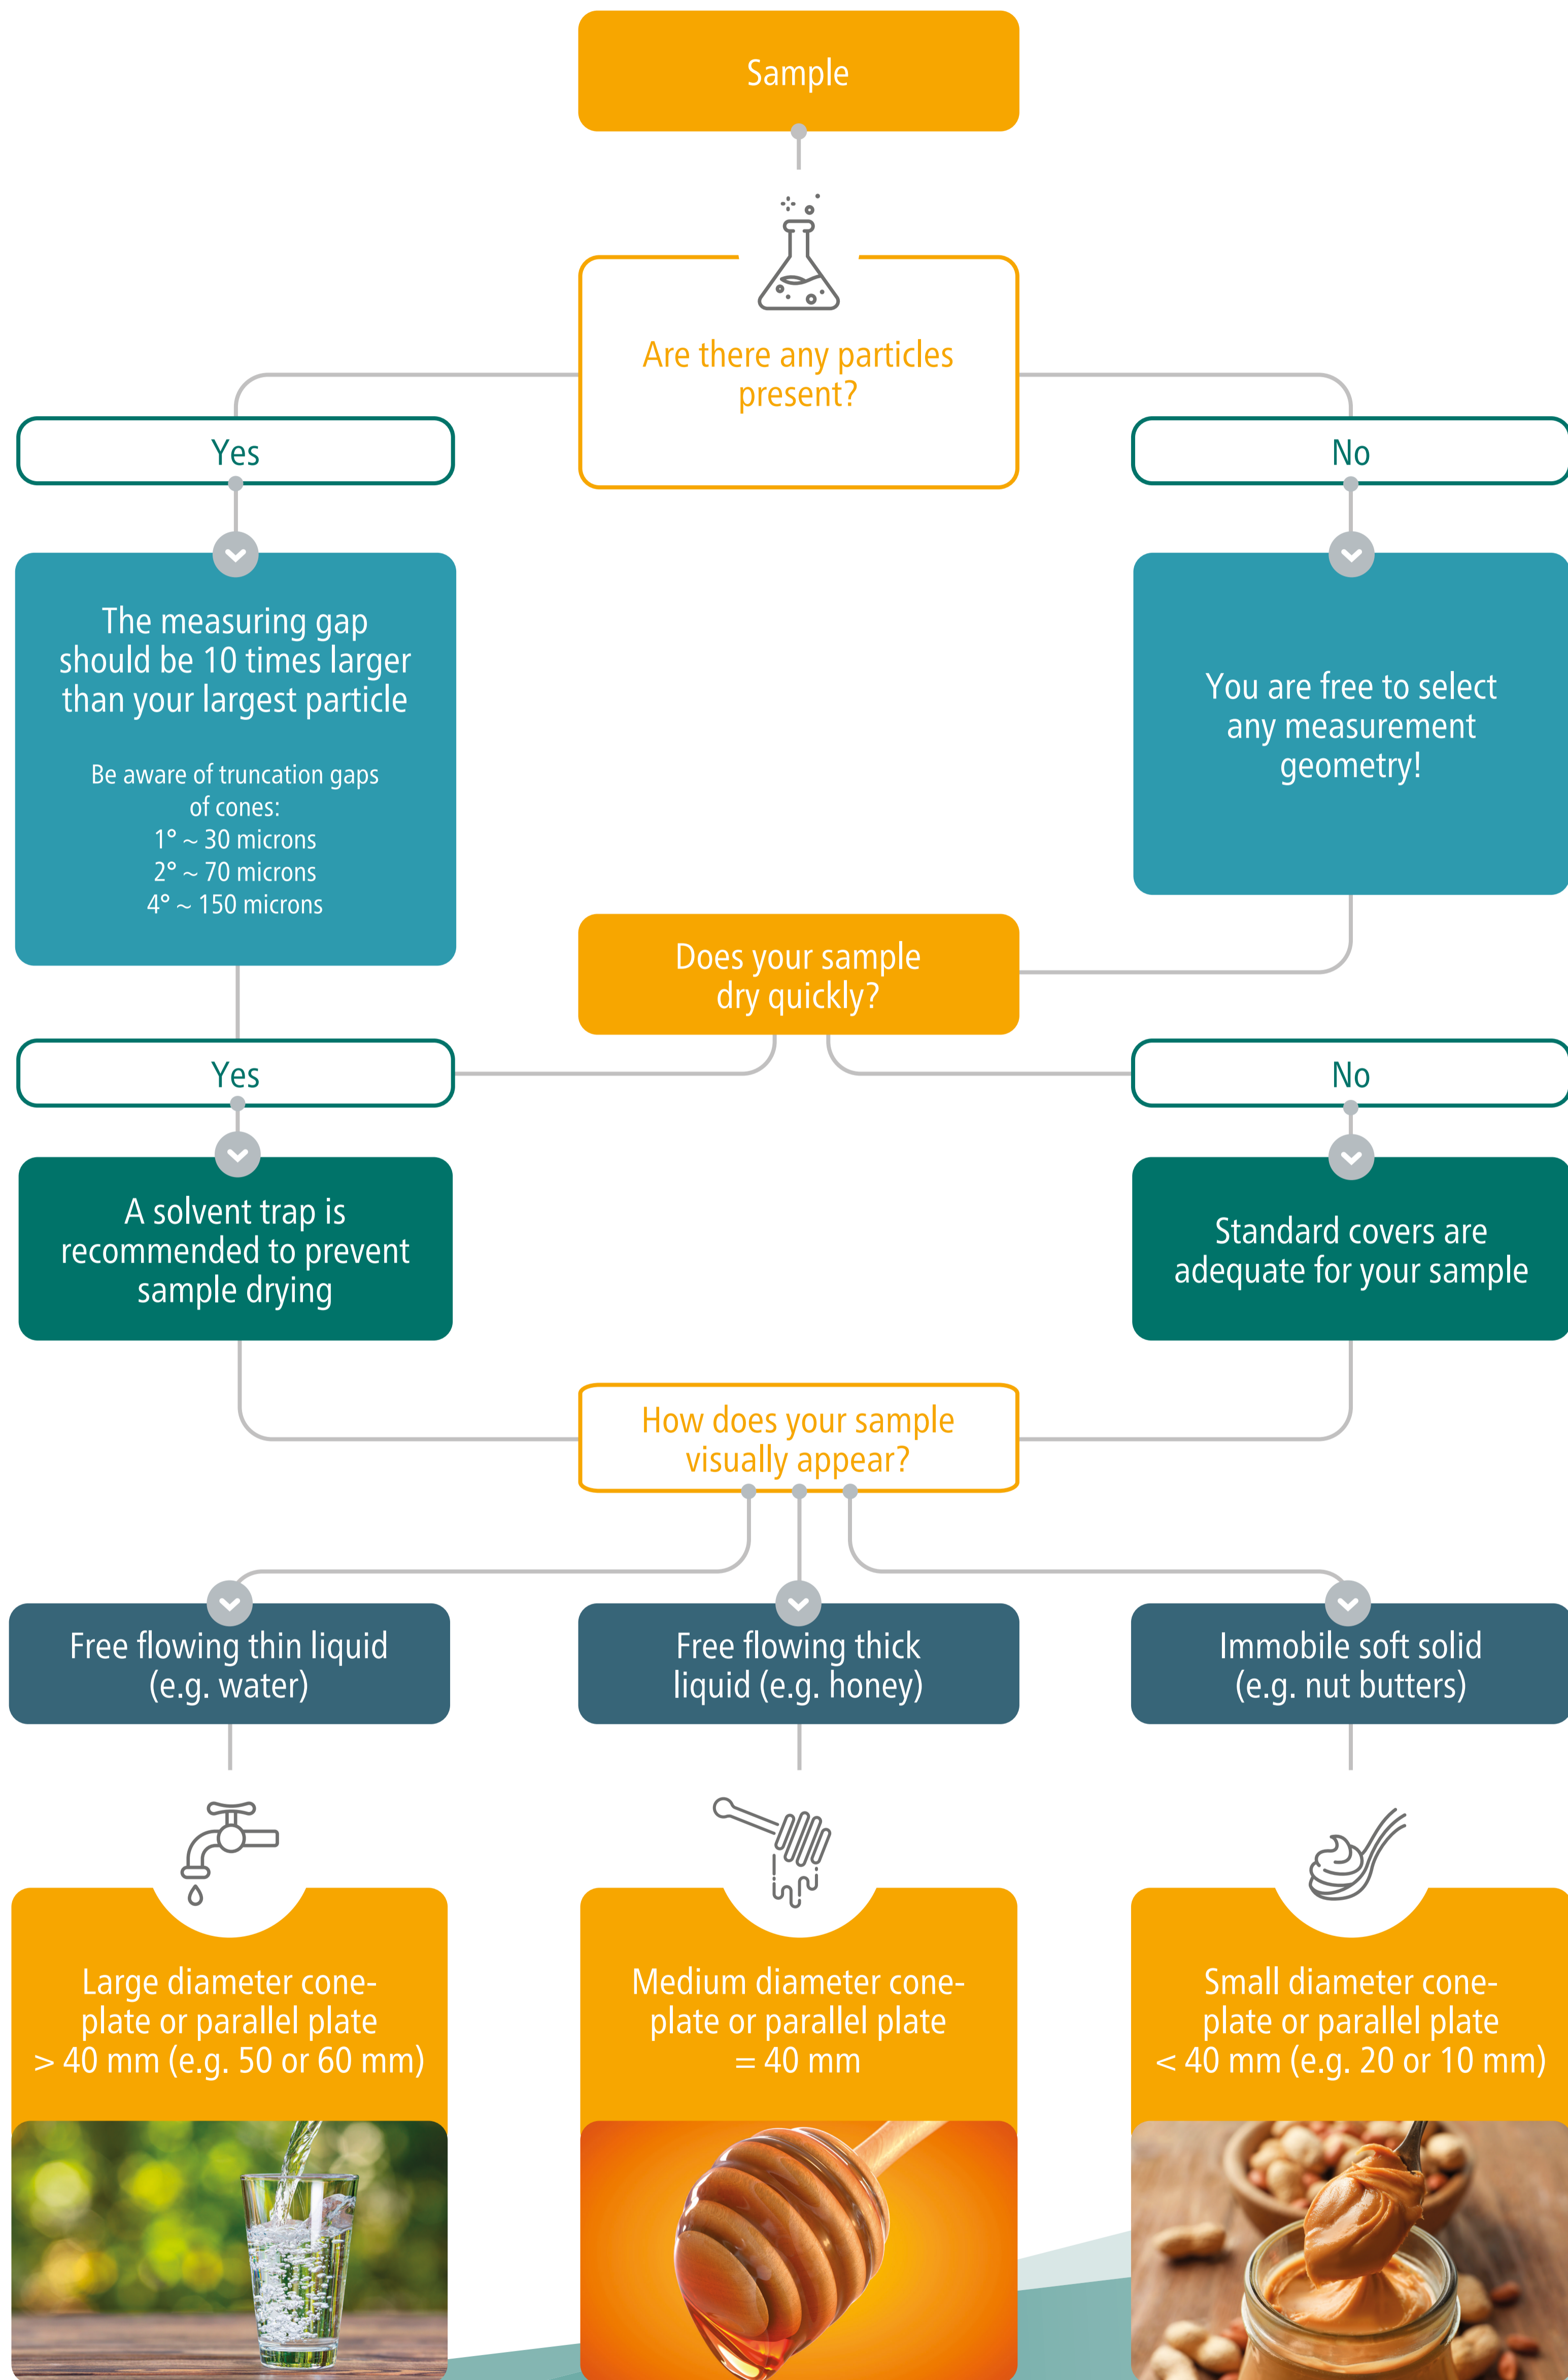 Sample
Are there any particles
present?
Yes
No
The measuring gap
should be 10 times larger
than your largest particle
Be aware of truncation gaps
of cones:
1° ~ 30 microns
2° ~ 70 microns
4° ~ 150 microns
You are free to select
any measurement
geometry!
Does your sample
dry quickly?
Yes
No
A solvent trap is
recommended to prevent
sample drying
Standard covers are
adequate for your sample
How does your sample
visually appear?
Free flowing thin liquid
(e.g. water)
Free flowing thick
liquid (e.g. honey)
Immobile soft solid
(e.g. nut butters)
Large diameter cone-
plate or parallel plate
> 40 mm (e.g. 50 or 60 mm)
Medium diameter cone-
plate or parallel plate
= 40 mm
Small diameter cone-
plate or parallel plate
< 40 mm (e.g. 20 or 10 mm)